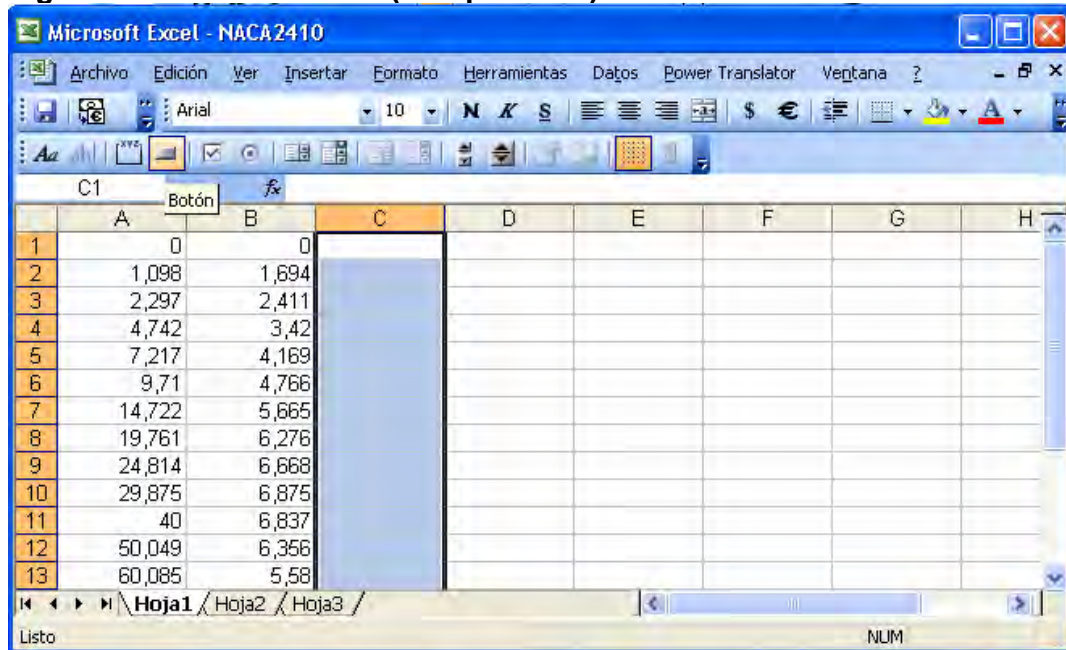 Microsoft Excel - NACA2410
Archivo Edición Ver Insertar Formato Herramientas Datos Power Translator Ventana ?
Arial 10 N K S $ € A
Aa XYZ
C1 fx
Botón
A B C D E F G H
1 0 0
2 1,098 1,694
3 2,297 2,411
4 4,742 3,42
5 7,217 4,169
6 9,71 4,766
7 14,722 5,665
8 19,761 6,276
9 24,814 6,668
10 29,875 6,875
11 40 6,837
12 50,049 6,356
13 60,085 5,58
Hoja1 Hoja2 Hoja3
Listo NUM